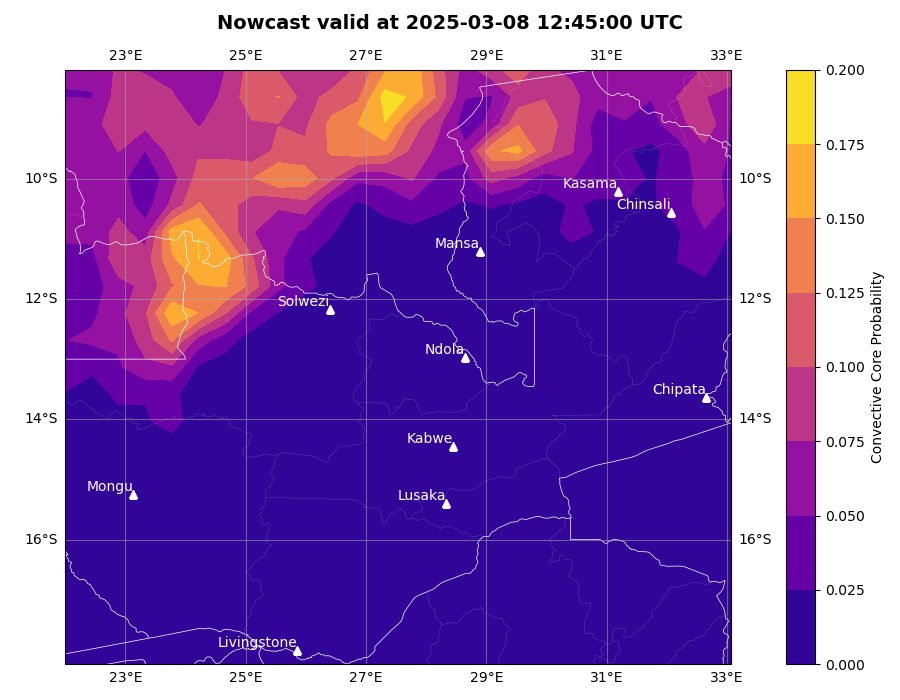 Nowcast valid at 2025-03-08 12:45:00 UTC
23°E 25°E 27°E 29°E 31°E 33°E
0.200
0.175
10°S Kasama 10°S
Chinsali
0.150
Mansa
0.125
12°S Solwezi 12°S
Ndola
0.100
Chipata
14°S 14°S
Kabwe
0.075
Mongu
Lusaka
0.050
16°S 16°S
0.025
Livingstone
0.000
23°E 25°E 27°E 29°E 31°E 33°E
Convective Core Probability